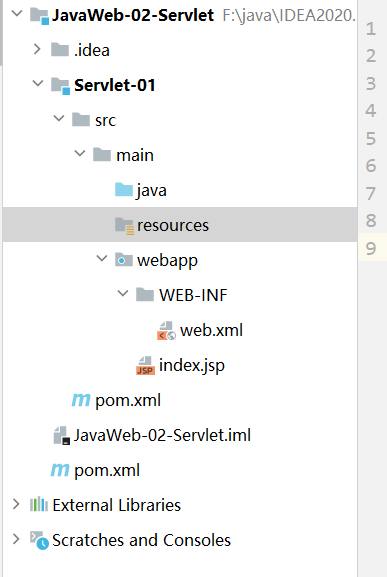 JavaWeb-02-Servlet F:\java\IDEA2020.
.idea
Servlet-01
src
main
java
resources
webapp
WEB-INF
web.xml
JSP index.jsp
m pom.xml
JavaWeb-02-Servlet.iml
m pom.xml
External Libraries
Scratches and Consoles
1
2
3
4
5
6
7
8
9